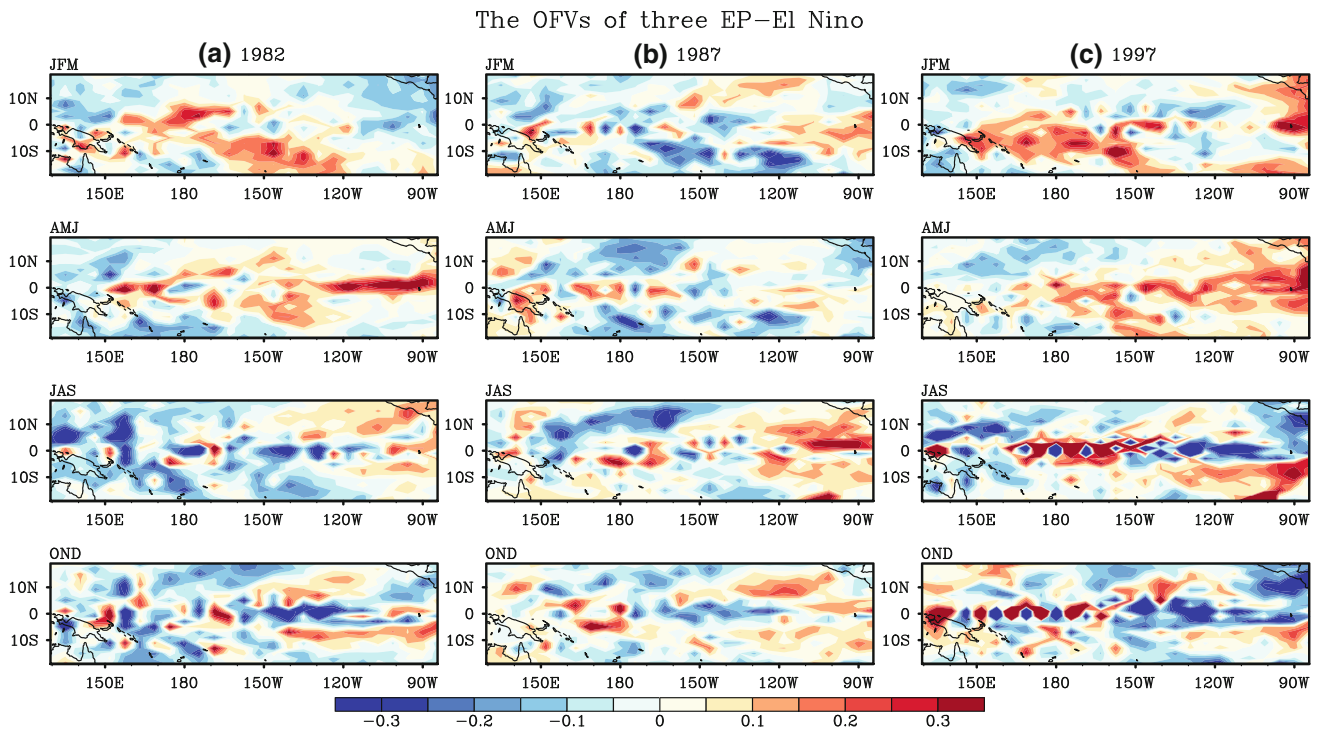 The OFVs of three EP-El Nino
(a) 1982 (b) 1987 (c) 1997
JFM JFM JFM
10N 10N 10N
0 0 0
10S 10S 10S
150E 180 150W 120W 90W 150E 180 150W 120W 90W 150E 180 150W 120W 90W
AMJ AMJ AMJ
10N 10N 10N
0 0 0
10S 10S 10S
150E 180 150W 120W 90W 150E 180 150W 120W 90W 150E 180 150W 120W 90W
JAS JAS JAS
10N 10N 10N
0 0 0
10S 10S 10S
150E 180 150W 120W 90W 150E 180 150W 120W 90W 150E 180 150W 120W 90W
OND OND OND
10N 10N 10N
0 0 0
10S 10S 10S
150E 180 150W 120W 90W 150E 180 150W 120W 90W 150E 180 150W 120W 90W
-0.3 -0.2 -0.1 0 0.1 0.2 0.3